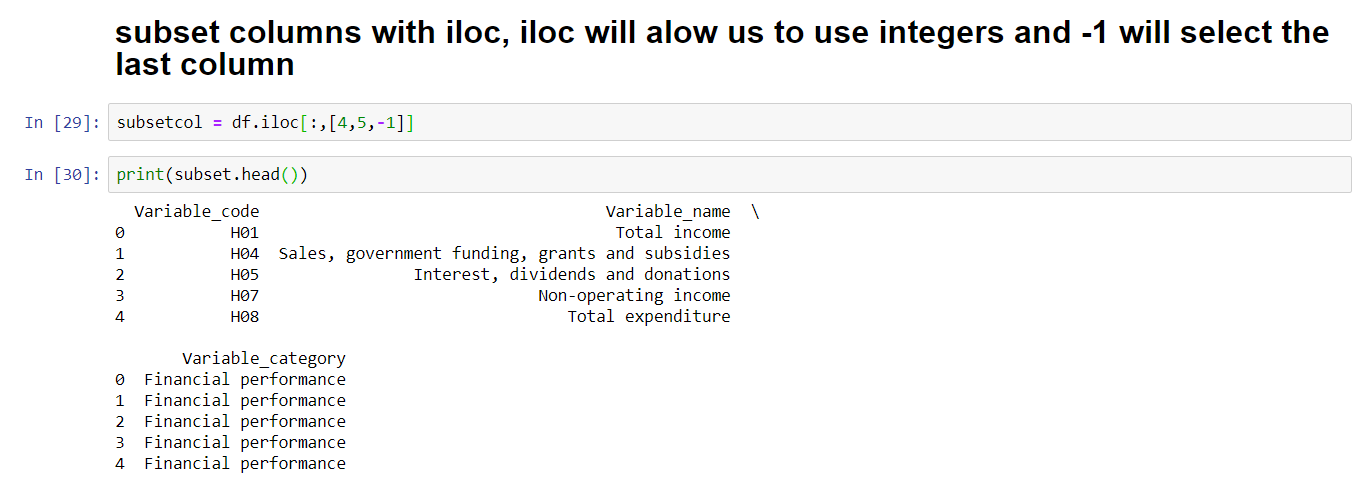 subset columns with iloc, iloc will alow us to use integers and -1 will select the
last column
In [29]: subsetcol = df.iloc[:,[4,5,-1]]
In [30]: print(subset.head())
  Variable_code                                    Variable_name  \
0           H01                                     Total income
1           H04  Sales, government funding, grants and subsidies
2           H05                Interest, dividends and donations
3           H07                             Non-operating income
4           H08                                Total expenditure
       Variable_category
0  Financial performance
1  Financial performance
2  Financial performance
3  Financial performance
4  Financial performance